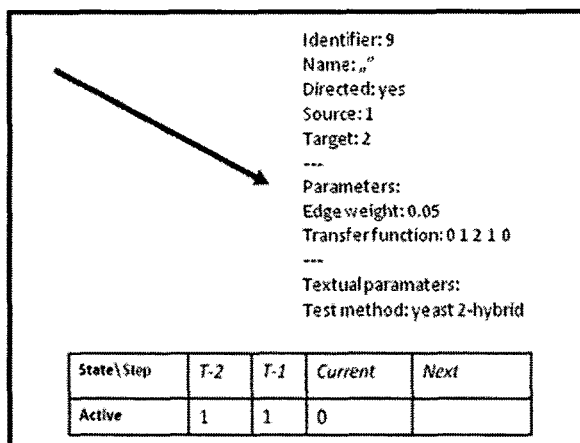 Identifier: 9
Name: „”
Directed: yes
Source: 1
Target: 2
---
Parameters:
Edge weight: 0.05
Transfer function: 0 1 2 1 0
---
Textual paramaters:
Test method: yeast 2-hybrid
State\Step T-2 T-1 Current Next
Active 1 1 0